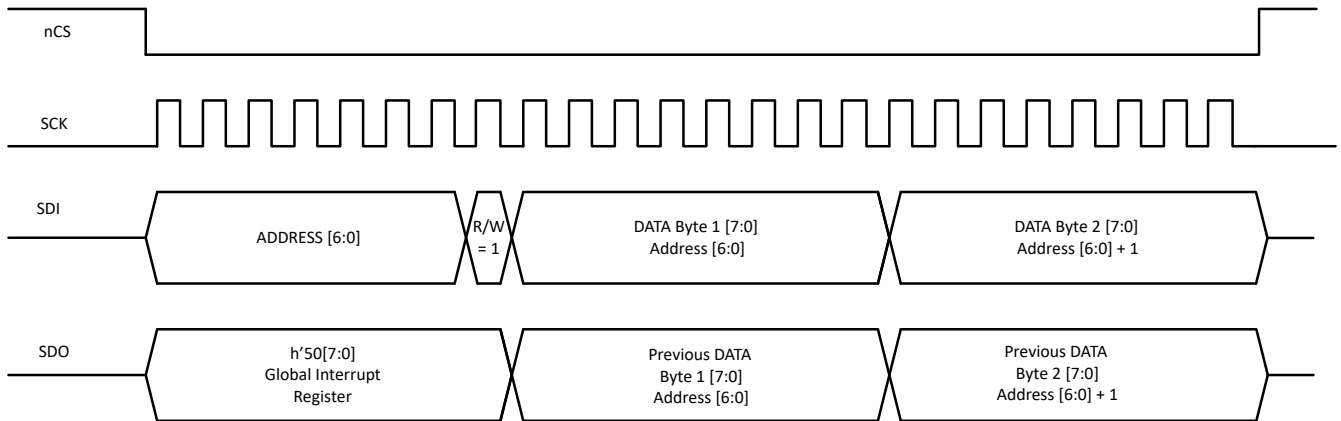 nCS
SCK
SDI
ADDRESS [6:0]
R/W
= 1
DATA Byte 1 [7:0]
Address [6:0]
DATA Byte 2 [7:0]
Address [6:0] + 1
SDO
h’50[7:0]
Global Interrupt
Register
Previous DATA
Byte 1 [7:0]
Address [6:0]
Previous DATA
Byte 2 [7:0]
Address [6:0] + 1